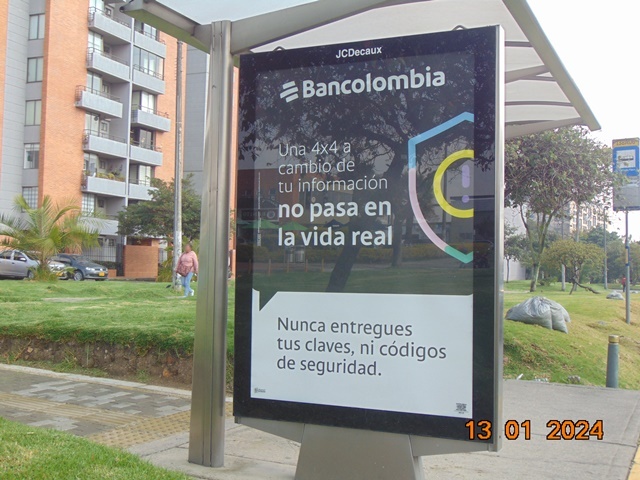 JCDecaux
Bancolombia
Una 4x4 a
cambio de
tu información
no pasa en
la vida real
Nunca entregues
tus claves, ni códigos
de seguridad.
13 01 2024